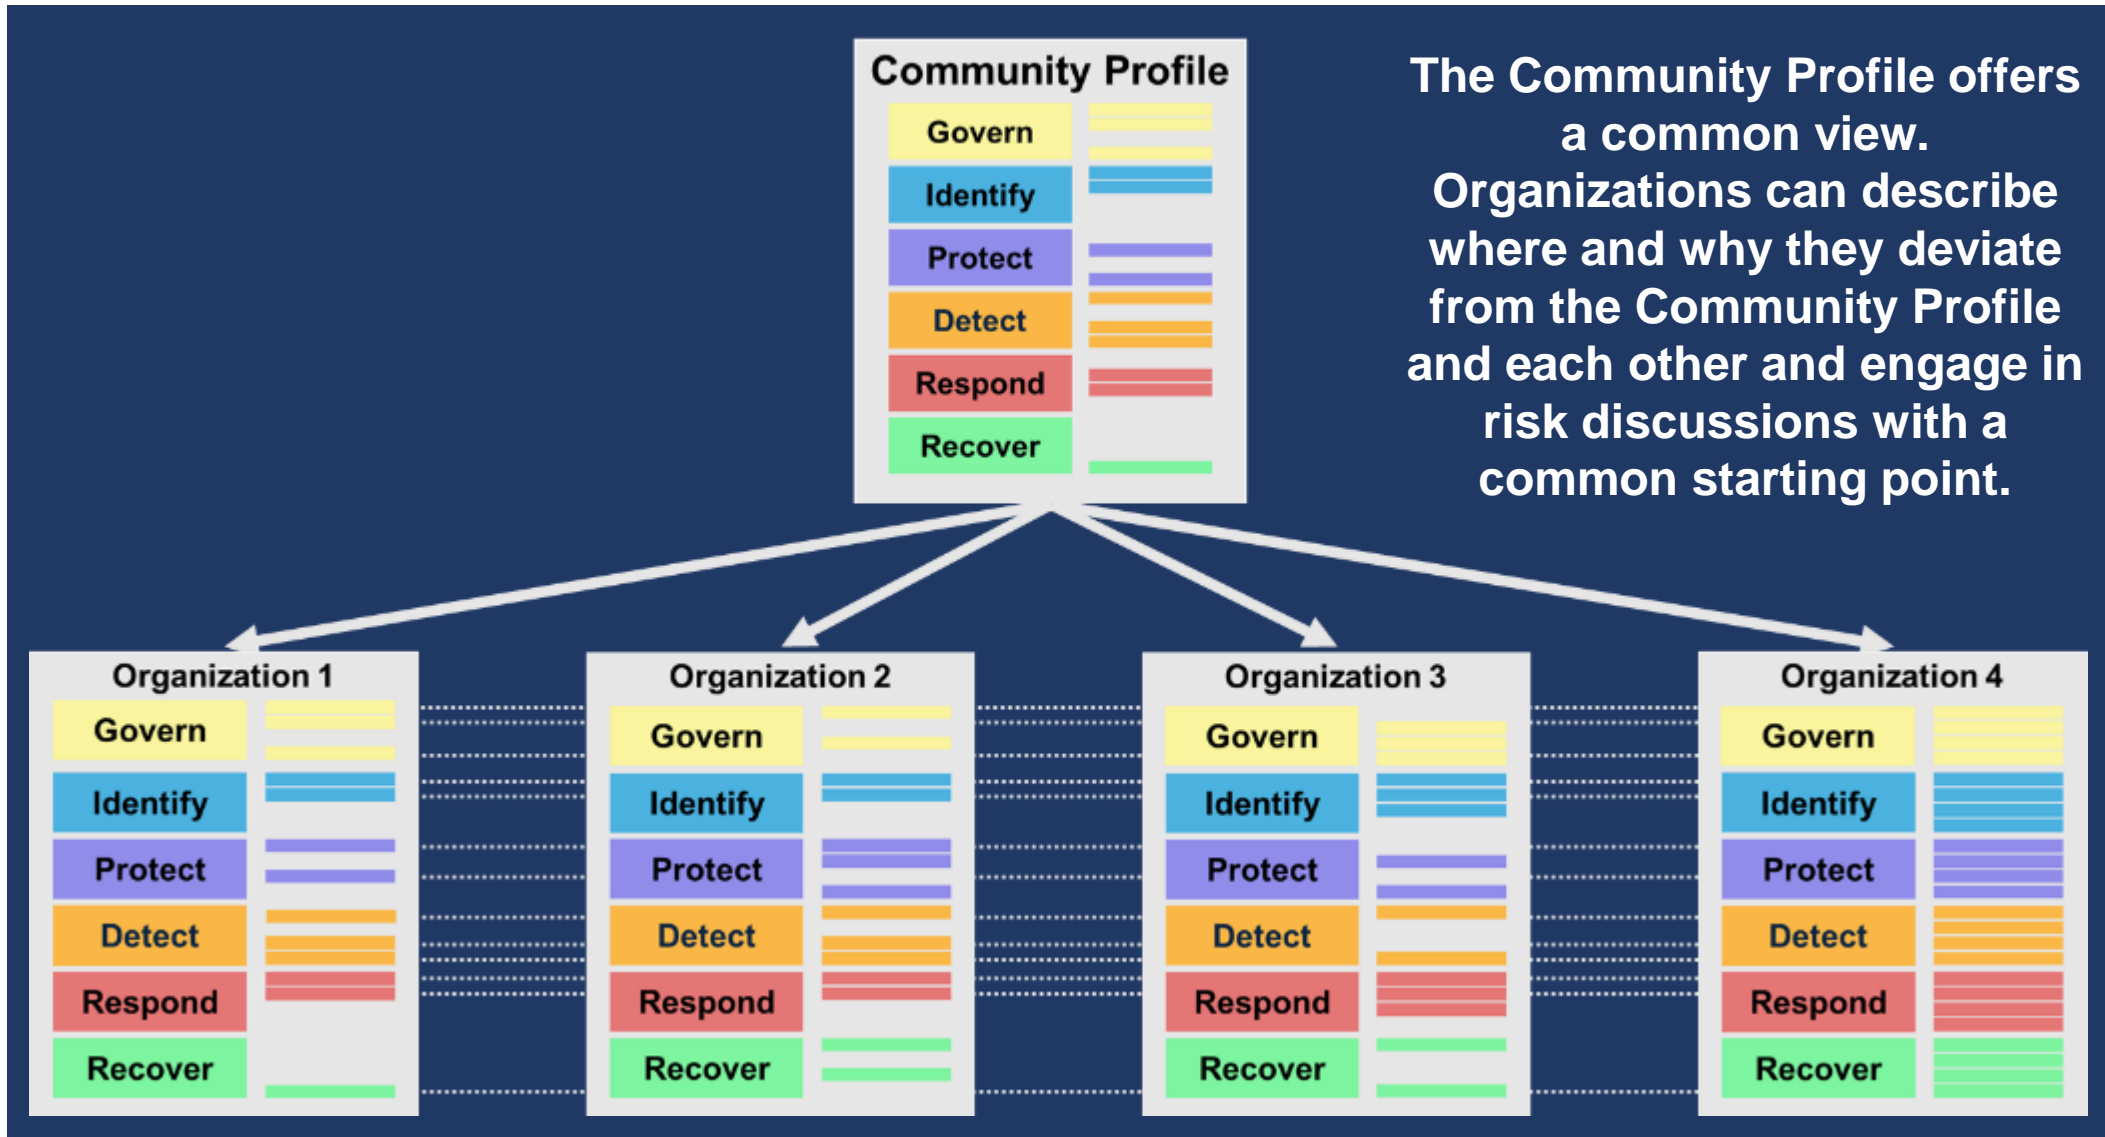 Community Profile
Govern
Identify
Protect
Detect
Respond
Recover
The Community Profile offers
a common view.
Organizations can describe
where and why they deviate
from the Community Profile
and each other and engage in
risk discussions with a
common starting point.
Organization 1
Govern
Identify
Protect
Detect
Respond
Recover
Organization 2
Govern
Identify
Protect
Detect
Respond
Recover
Organization 3
Govern
Identify
Protect
Detect
Respond
Recover
Organization 4
Govern
Identify
Protect
Detect
Respond
Recover